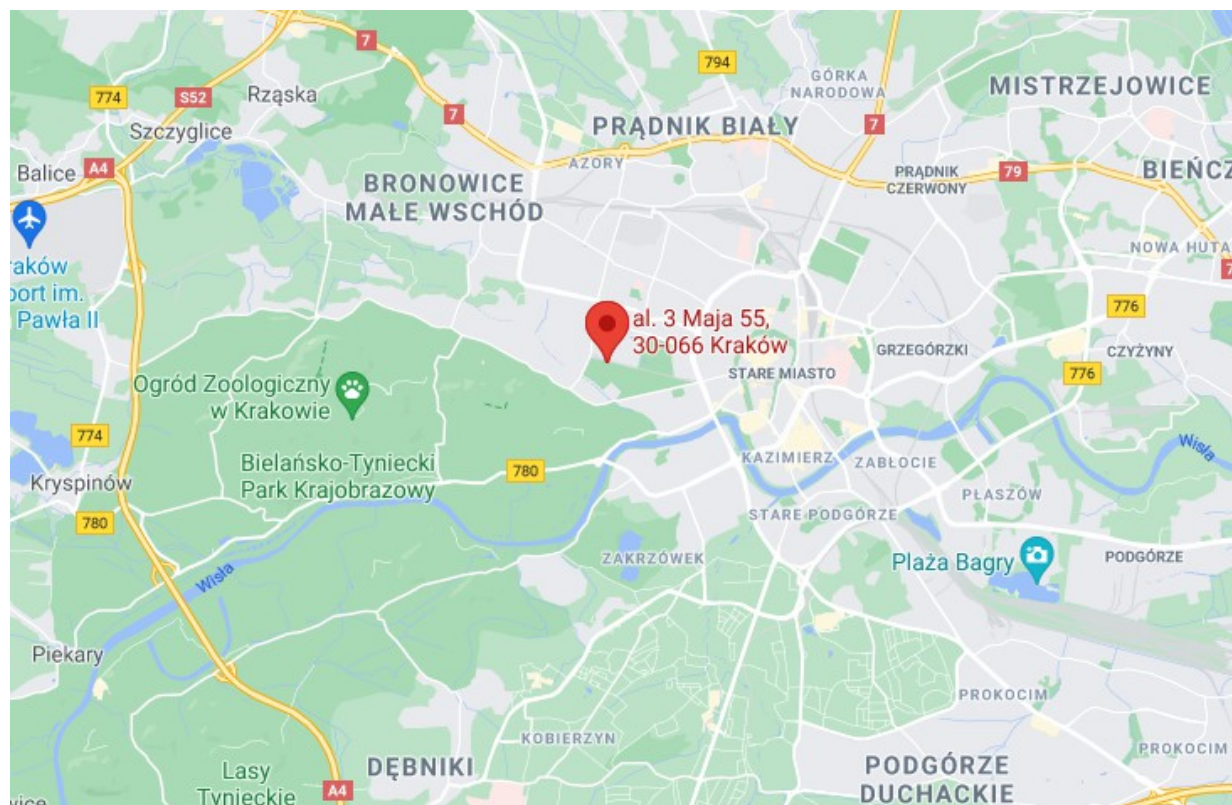 7
794
GÓRKA
NARODOWA
MISTRZEJOWICE
774
S52
Rząska
7
PRĄDNIK BIAŁY
7
Szczyglice
Balice
A4
AZORY
PRĄDNIK
CZERWONY
79
BIEŃCZ
BRONOWICE
MAŁE WSCHÓD
NOWA HUTA
raków
port im.
Pawła II
7
776
al. 3 Maja 55,
30-066 Kraków
GRZEGÓRZKI
CZYŻYNY
STARE MIASTO
776
Ogród Zoologiczny
w Krakowie
774
Wisła
Bielańsko-Tyniecki
Park Krajobrazowy
780
KAZIMIERZ
ZABŁOCIE
Kryspinów
PŁASZÓW
780
STARE PODGÓRZE
ZAKRZÓWEK
Plaża Bagry
PODGÓRZE
Wisła
Piekary
PROKOCIM
KOBIERZYN
PROKOCIM
DĘBNIKI
PODGÓRZE
DUCHACKIE
Lasy
Tynieckie
A4